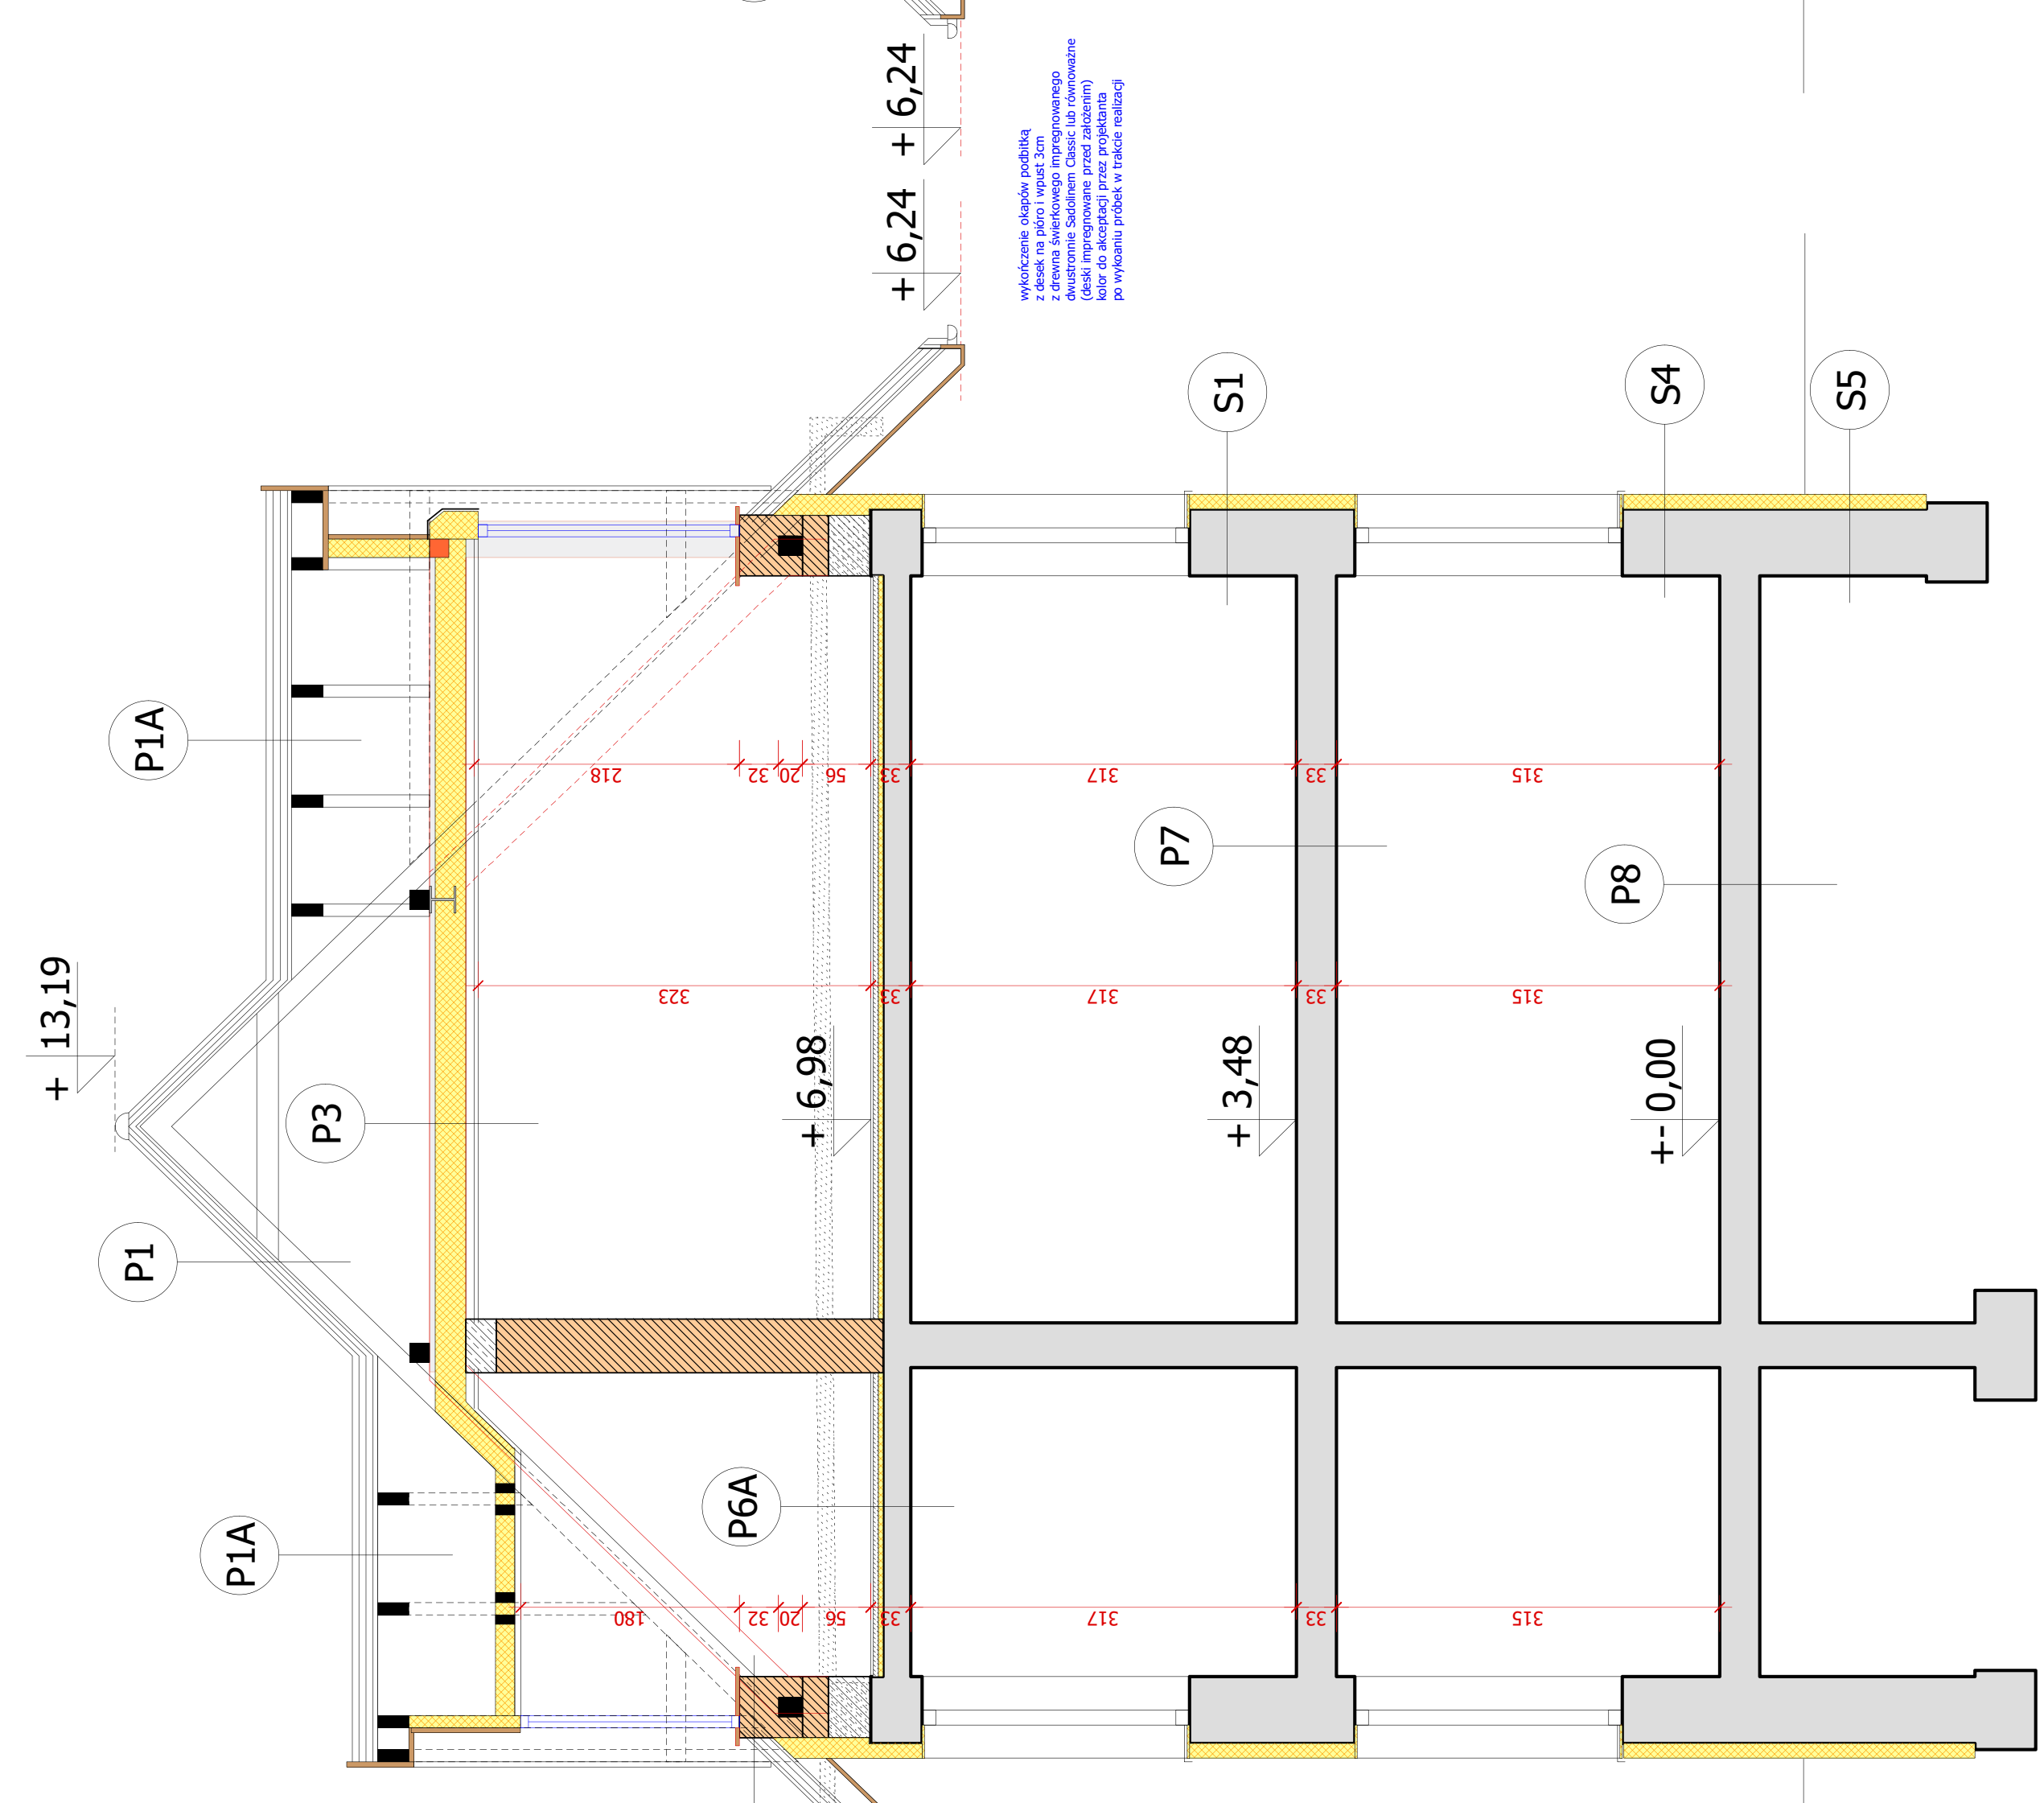 + 13,19
P1A
P3
P1
P1A
+ 6,24
+ 6,24
wykończenie okapów podbitką
z desek na pióro i wpust 3cm
z drewna świerkowego impregnowanego
dwustronnie Sadolinem Classic lub równoważne
(deski impregnowane przed założenim)
kolor do akceptacji przez projektanta
po wykoaniu próbek w trakcie realizacji
S1
S4
S5
218
32
20
56
33
317
33
315
P7
P8
323
33
317
33
315
+ 6,98
+ 3,48
+- 0,00
P6A
180
32
20
56
33
317
33
315